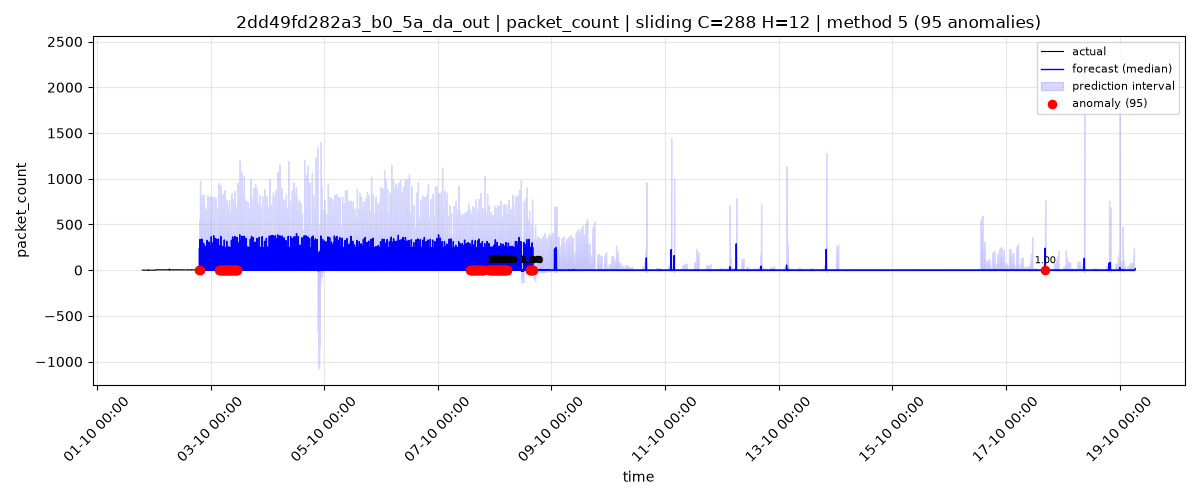 2dd49fd282a3_b0_5a_da_out | packet_count | sliding C=288 H=12 | method 5 (95 anomalies)
packet_count
2500
2000
1500
1000
500
0
−500
−1000
actual
forecast (median)
prediction interval
anomaly (95)
1.00
01-10 00:00
03-10 00:00
05-10 00:00
07-10 00:00
09-10 00:00
11-10 00:00
13-10 00:00
15-10 00:00
17-10 00:00
19-10 00:00
time